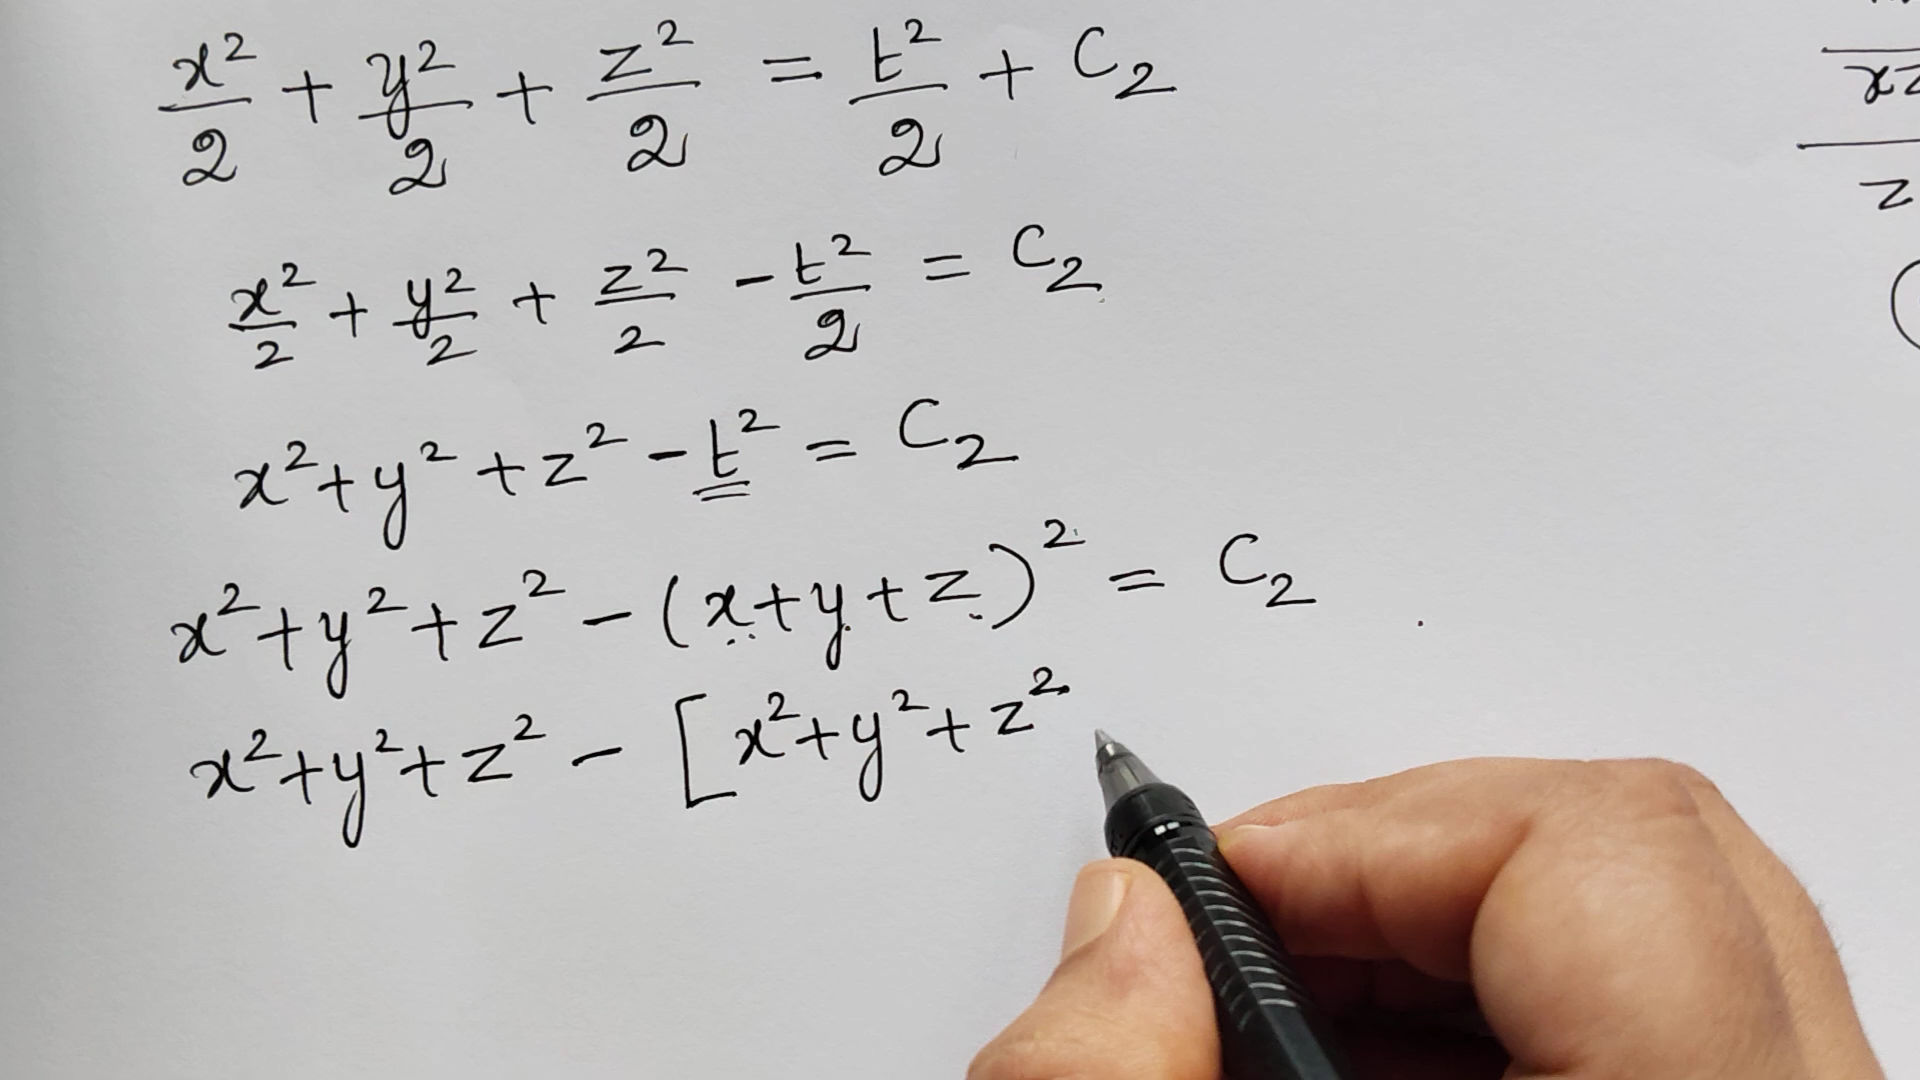 x²/2 + y²/2 + z²/2 = t²/2 + C₂
x²/2 + y²/2 + z²/2 - t²/2 = C₂
x² + y² + z² - t² = C₂
x² + y² + z² - (x + y + z)² = C₂
x² + y² + z² - [x² + y² + z²
xz
z